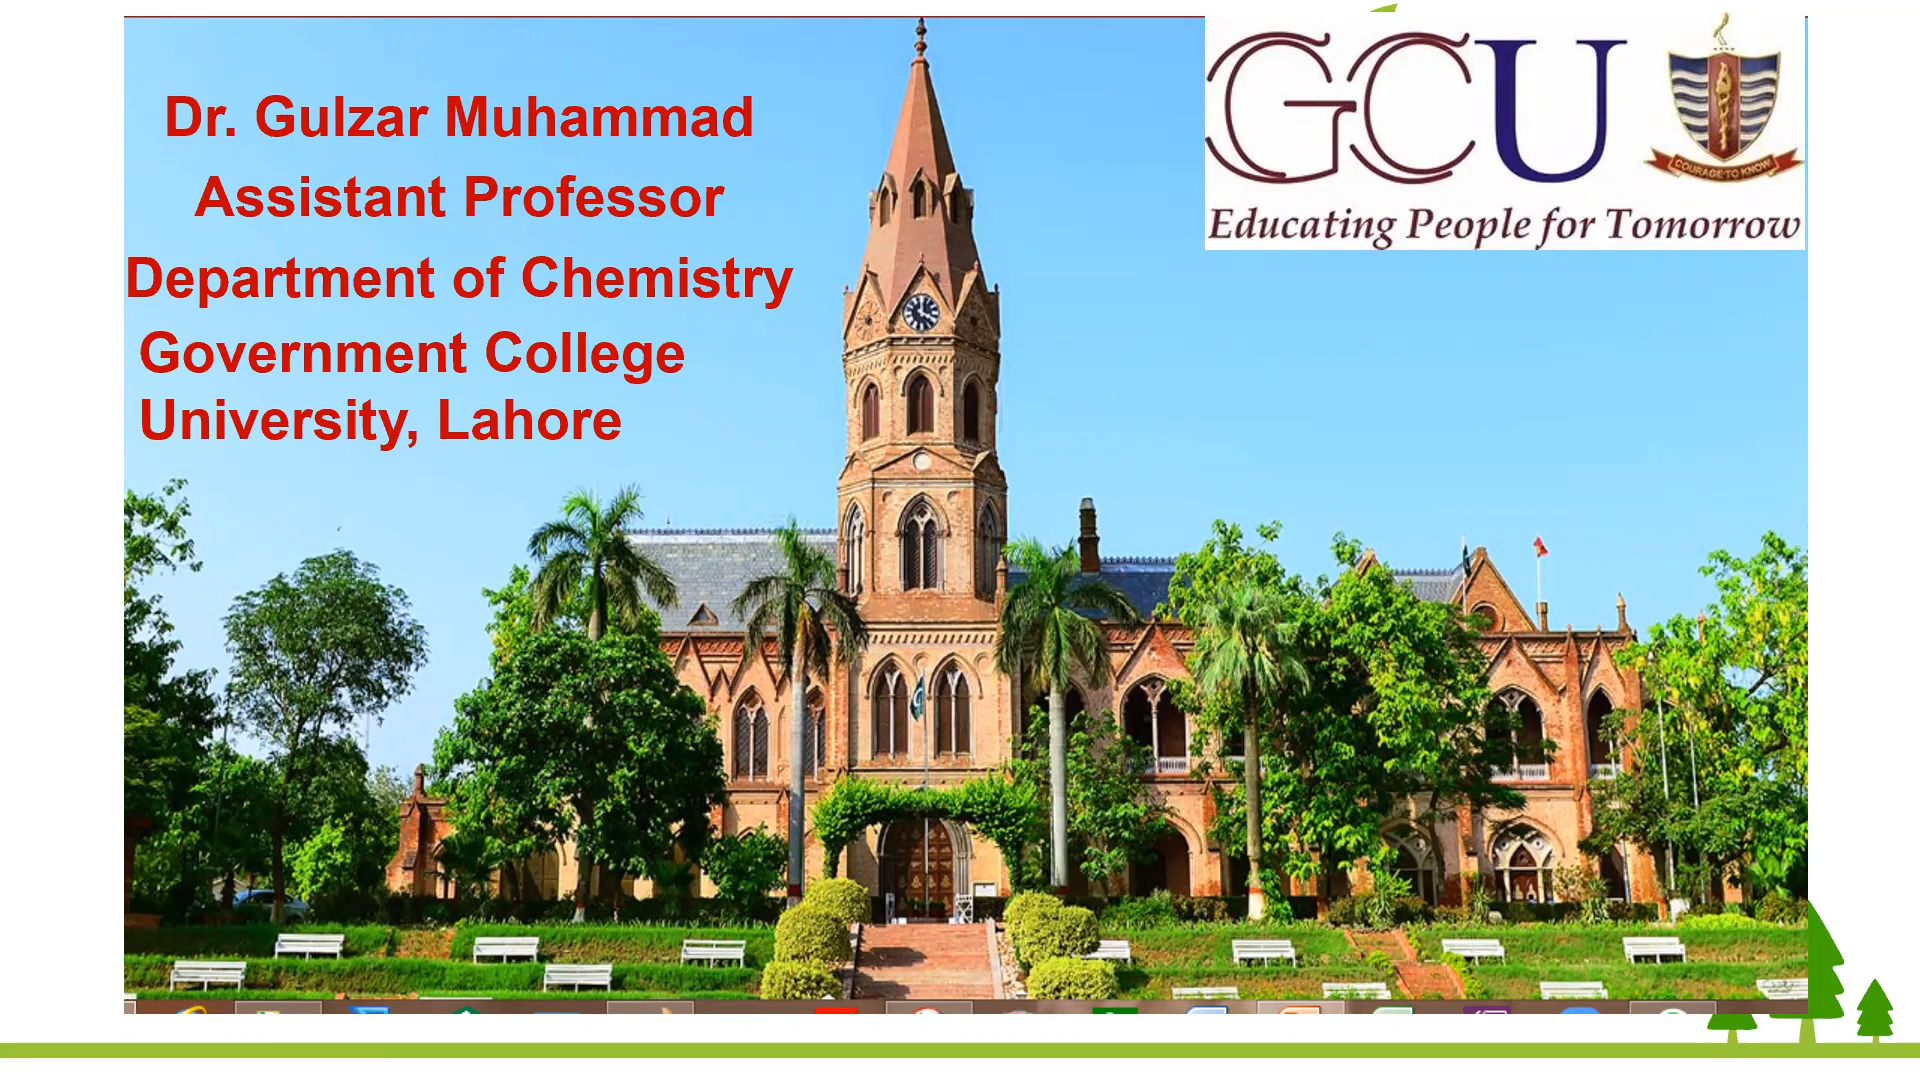 Dr. Gulzar Muhammad
Assistant Professor
Department of Chemistry
Government College
University, Lahore
GCU
COURAGE TO KNOW
Educating People for Tomorrow